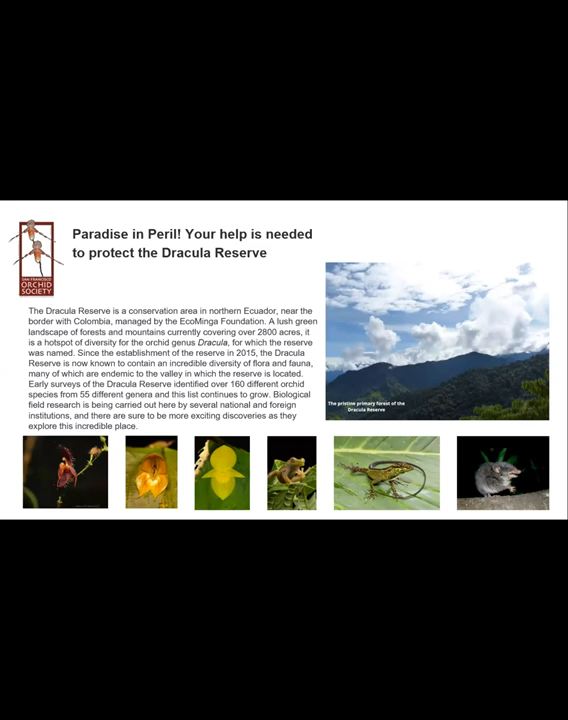 Paradise in Peril! Your help is needed
to protect the Dracula Reserve
SAN FRANCISCO
ORCHID
SOCIETY
The Dracula Reserve is a conservation area in northern Ecuador, near the
border with Colombia, managed by the EcoMinga Foundation. A lush green
landscape of forests and mountains currently covering over 2800 acres, it
is a hotspot of diversity for the orchid genus Dracula, for which the reserve
was named. Since the establishment of the reserve in 2015, the Dracula
Reserve is now known to contain an incredible diversity of flora and fauna,
many of which are endemic to the valley in which the reserve is located.
Early surveys of the Dracula Reserve identified over 160 different orchid
species from 55 different genera and this list continues to grow. Biological
field research is being carried out here by several national and foreign
institutions, and there are sure to be more exciting discoveries as they
explore this incredible place.
The pristine primary forest of the
Dracula Reserve